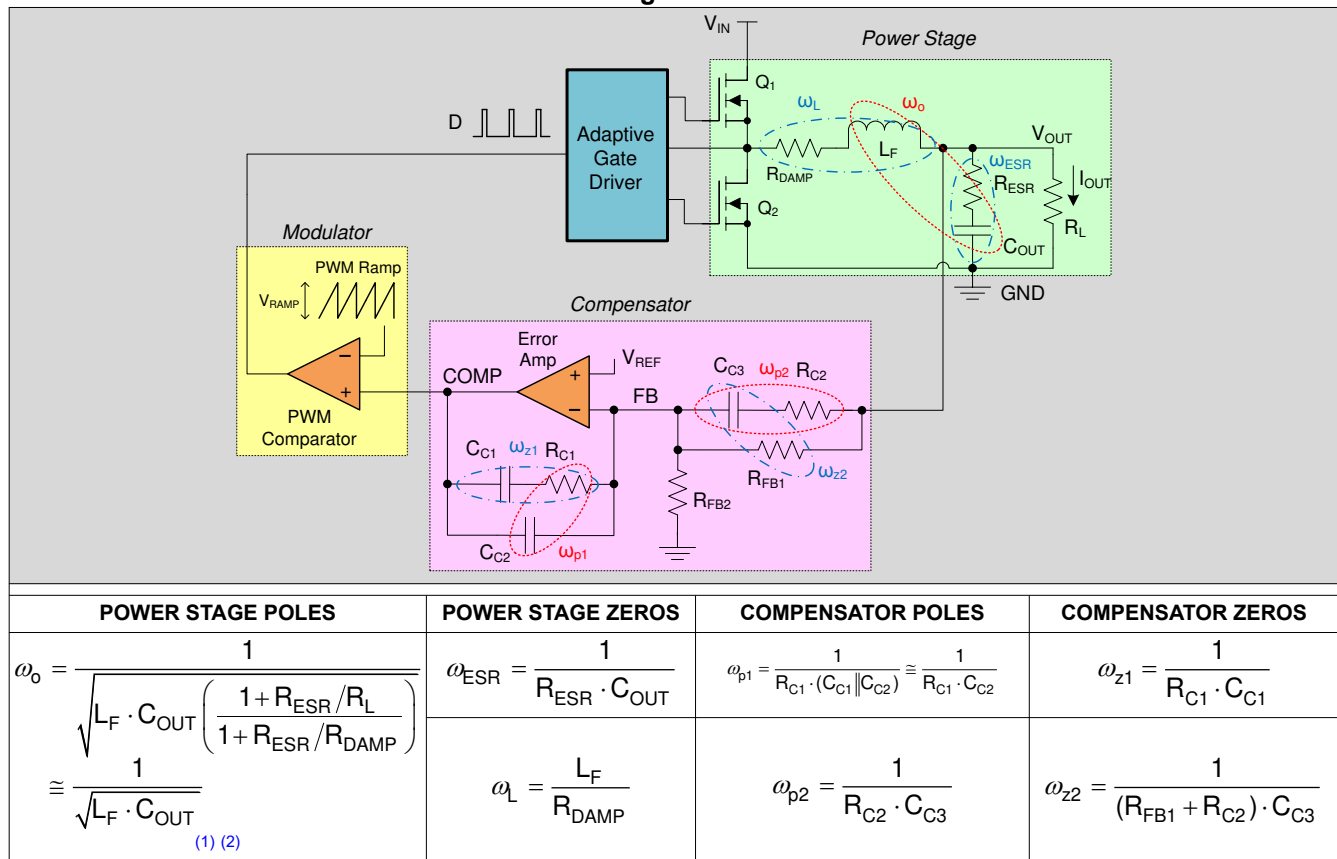 V_IN
Power Stage
Q₁
ω_L
ω_o
V_OUT
D
Adaptive
Gate
Driver
L_F
R_DAMP
ω_ESR
R_ESR
I_OUT
Q₂
R_L
C_OUT
GND
Modulator
PWM Ramp
V_RAMP
−
+
PWM
Comparator
Compensator
Error
Amp
V_REF
COMP
+
−
FB
C_C3
ω_p2
R_C2
C_C1
ω_z1
R_C1
R_FB1
ω_z2
R_FB2
C_C2
ω_p1
POWER STAGE POLES
POWER STAGE ZEROS
COMPENSATOR POLES
COMPENSATOR ZEROS
ω_o = 1 / √(L_F · C_OUT ((1 + R_ESR/R_L) / (1 + R_ESR/R_DAMP)))
≅ 1 / √(L_F · C_OUT)
(1) (2)
ω_ESR = 1 / (R_ESR · C_OUT)
ω_p1 = 1 / (R_C1 · (C_C1 || C_C2)) ≅ 1 / (R_C1 · C_C2)
ω_z1 = 1 / (R_C1 · C_C1)
ω_L = L_F / R_DAMP
ω_p2 = 1 / (R_C2 · C_C3)
ω_z2 = 1 / ((R_FB1 + R_C2) · C_C3)